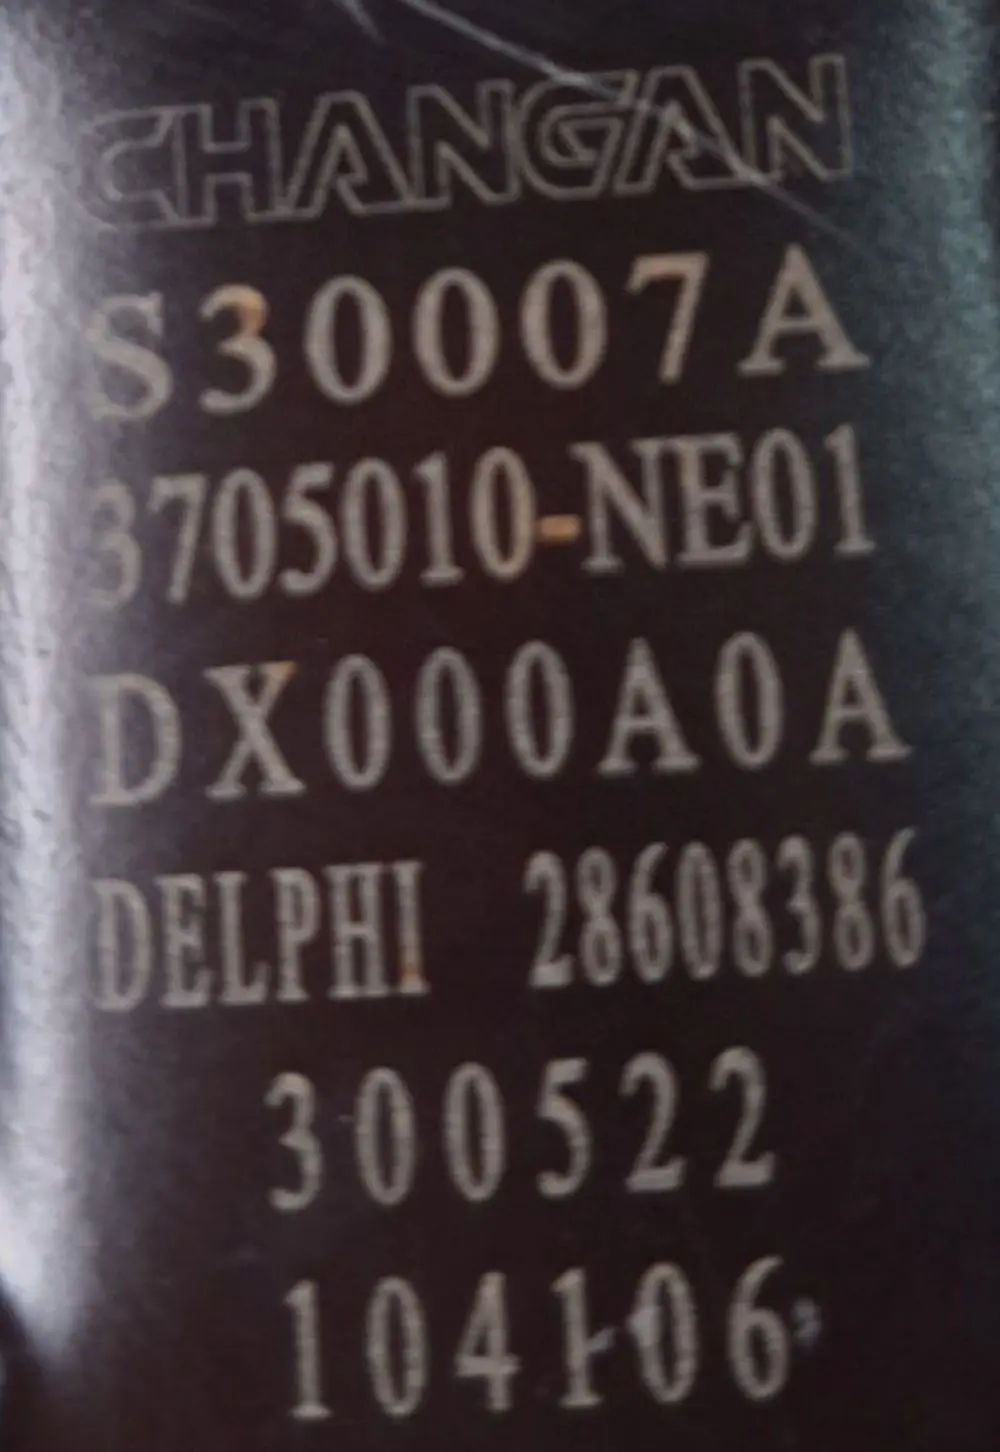 CHANGAN
S30007A
3705010-NE01
DX000A0A
DELPHI 28608386
300522
104106